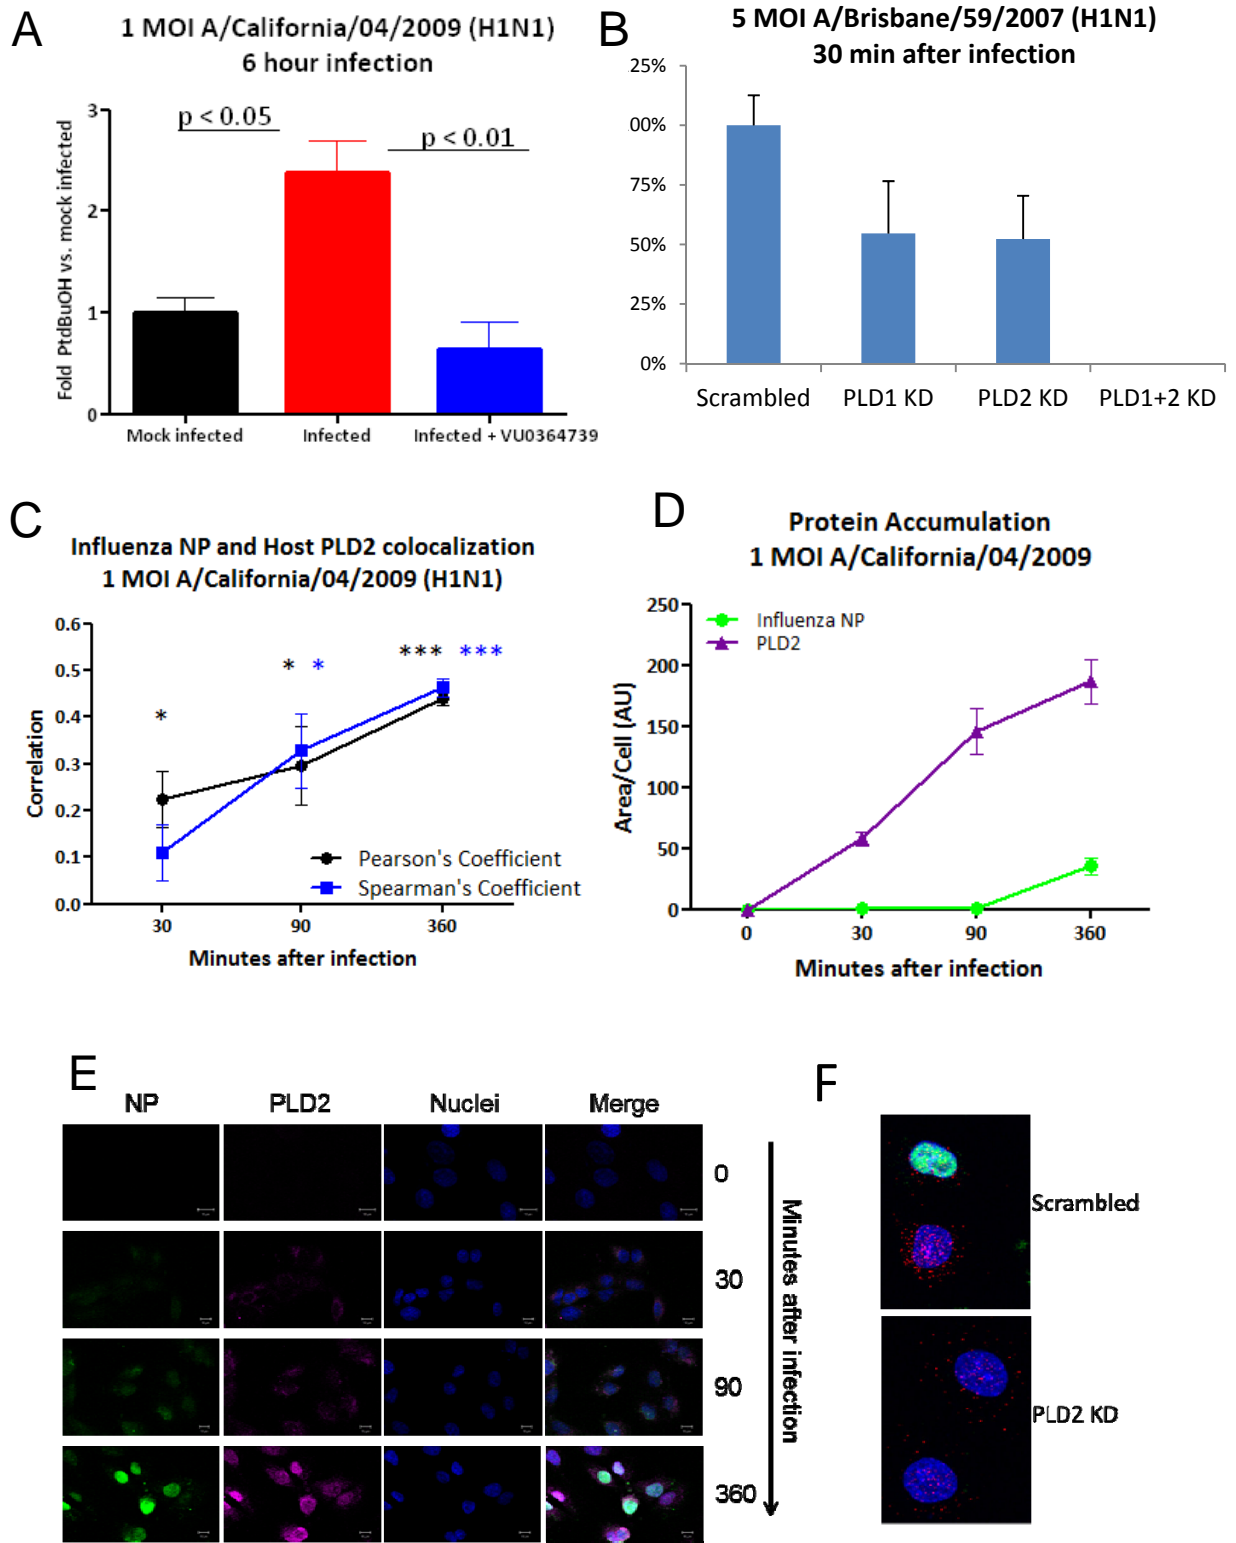 A
1 MOI A/California/04/2009 (H1N1)
6 hour infection
Fold PtdBuOH vs. mock infected
3
2
1
0
p < 0.05
p < 0.01
Mock infected
Infected
Infected + VU0364739
B
5 MOI A/Brisbane/59/2007 (H1N1)
30 min after infection
25%
00%
75%
50%
25%
0%
Scrambled
PLD1 KD
PLD2 KD
PLD1+2 KD
C
Influenza NP and Host PLD2 colocalization
1 MOI A/California/04/2009 (H1N1)
Correlation
0.6
0.5
0.4
0.3
0.2
0.1
0.0
*
* *
*** ***
Pearson's Coefficient
Spearman's Coefficient
30
90
360
Minutes after infection
D
Protein Accumulation
1 MOI A/California/04/2009
Area/Cell (AU)
250
200
150
100
50
0
Influenza NP
PLD2
0
30
90
360
Minutes after infection
E
NP
PLD2
Nuclei
Merge
0
30
90
360
Minutes after infection
F
Scrambled
PLD2 KD